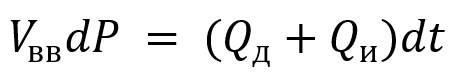 V_вв dP = (Q_д + Q_и)dt